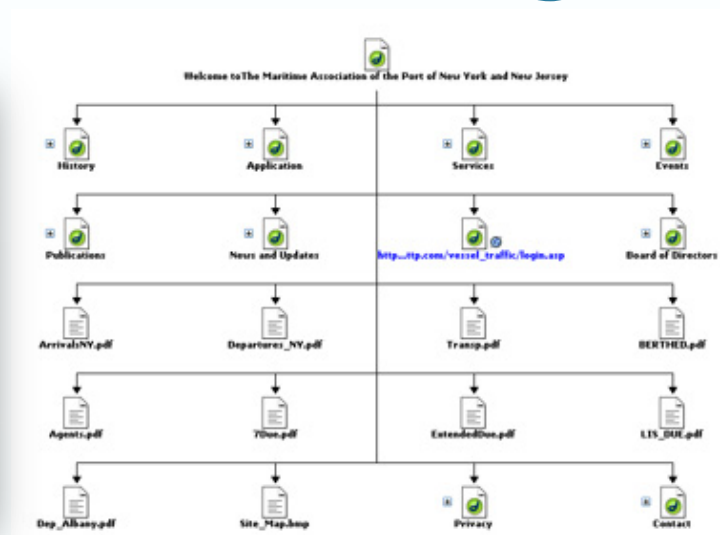 Welcome to The Maritime Association of the Port of New York and New Jersey
History Application Services Events
Publications News and Updates http...ttp.com/vessel_traffic/login.asp Board of Directors
ArrivalsNY.pdf Departures_NY.pdf Transp.pdf BERTHED.pdf
Agents.pdf 7Due.pdf ExtendedDue.pdf LIS_DUE.pdf
Dep_Albany.pdf Site_Map.bmp Privacy Contact